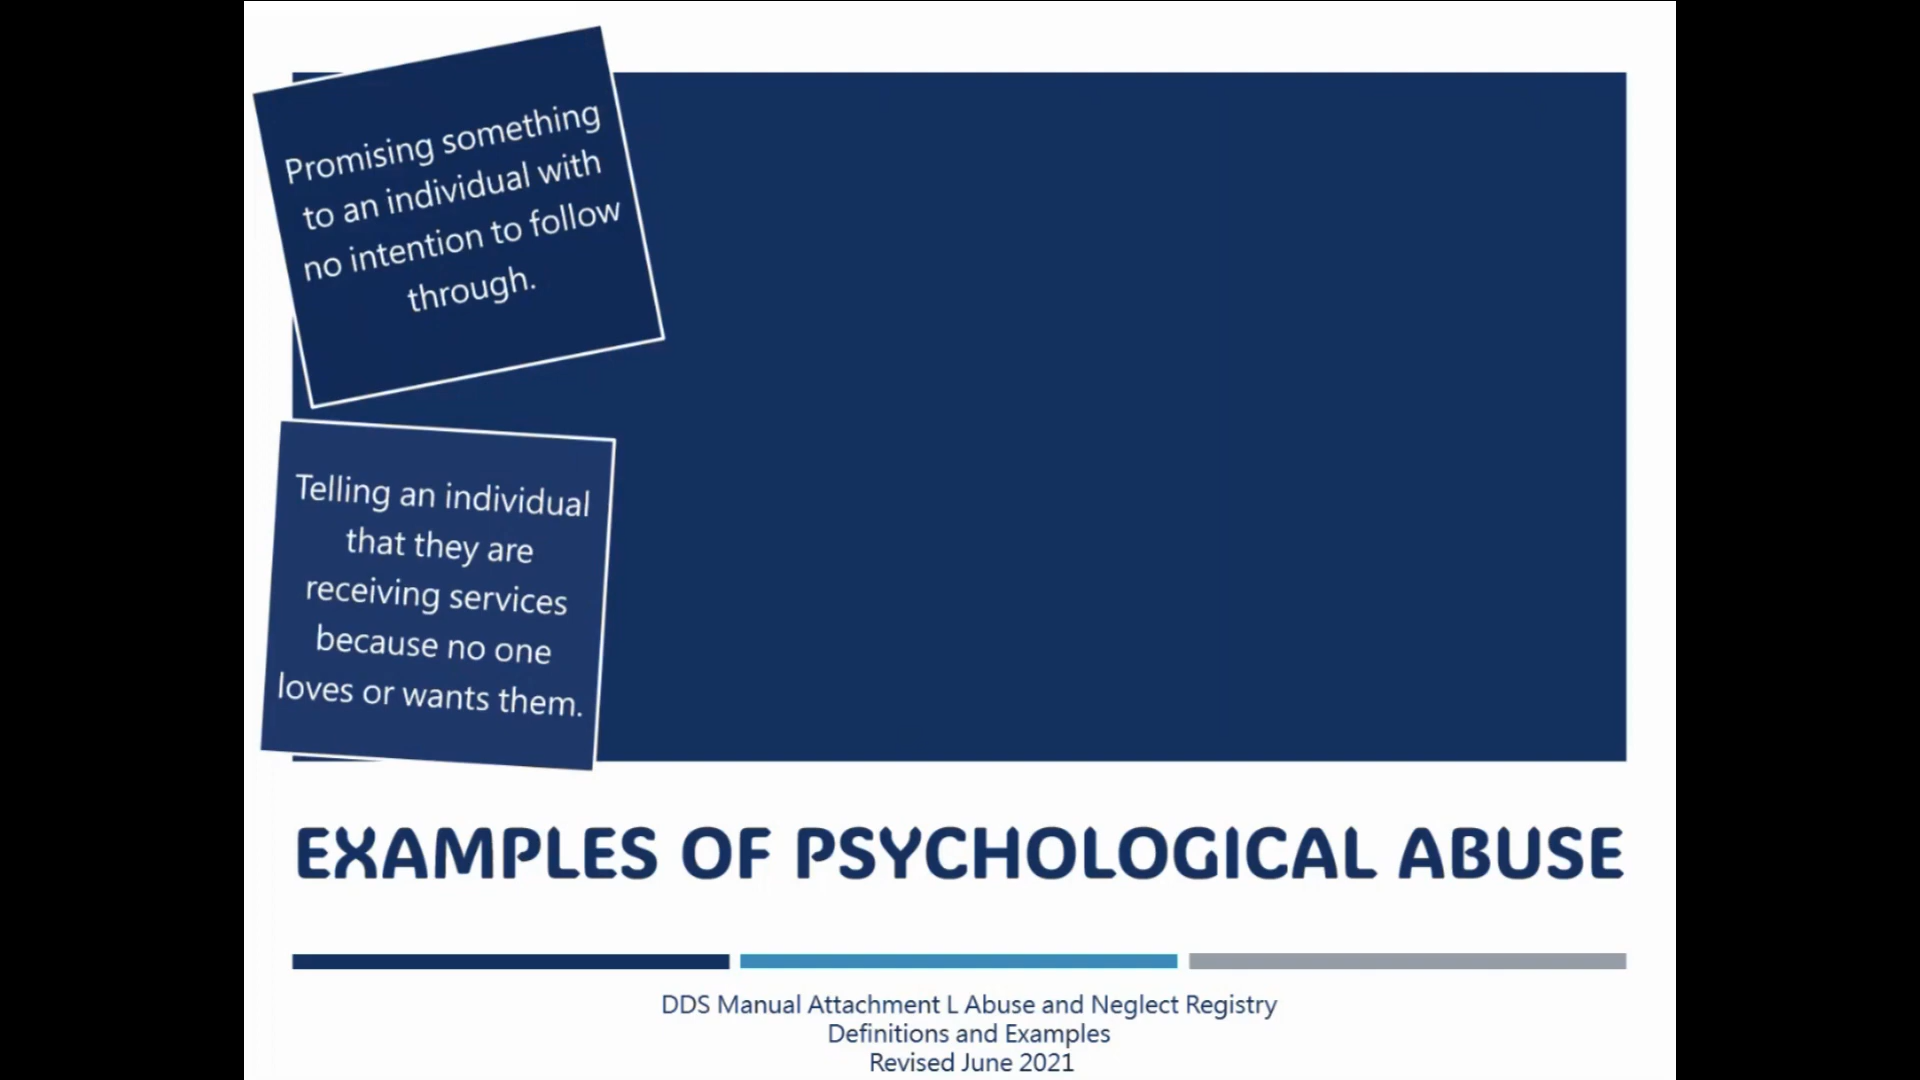 Promising something
to an individual with
no intention to follow
through.
Telling an individual
that they are
receiving services
because no one
loves or wants them.
EXAMPLES OF PSYCHOLOGICAL ABUSE
DDS Manual Attachment L Abuse and Neglect Registry
Definitions and Examples
Revised June 2021